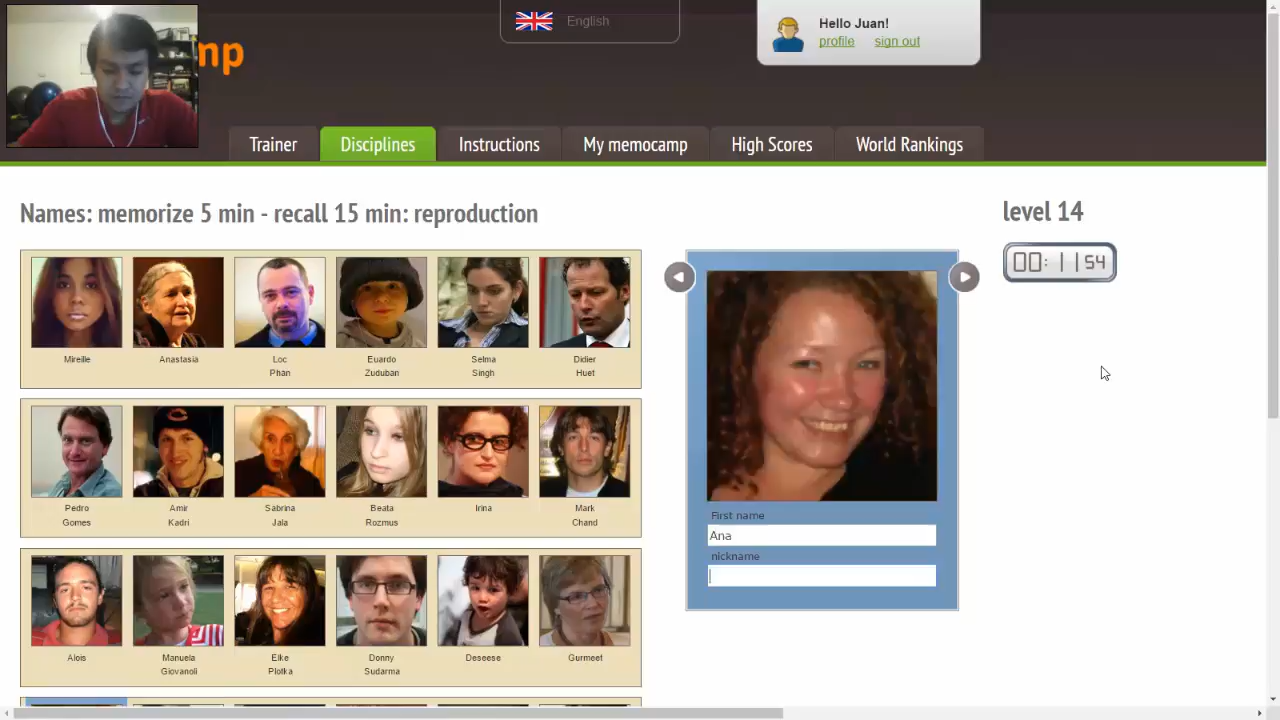 mp
English
Hello Juan!
profile sign out
Trainer Disciplines Instructions My memocamp High Scores World Rankings
Names: memorize 5 min - recall 15 min: reproduction
level 14
00:1154
Mireille Anastasia Loc Euardo Selma Didier
Phan Zuduban Singh Huet
Pedro Amir Sabrina Beata Irina Mark
Gomes Kadri Jala Rozmus Chand
Alois Manuela Elke Donny Deseese Gurmeet
Giovanoli Plotka Sudarma
First name
Ana
nickname